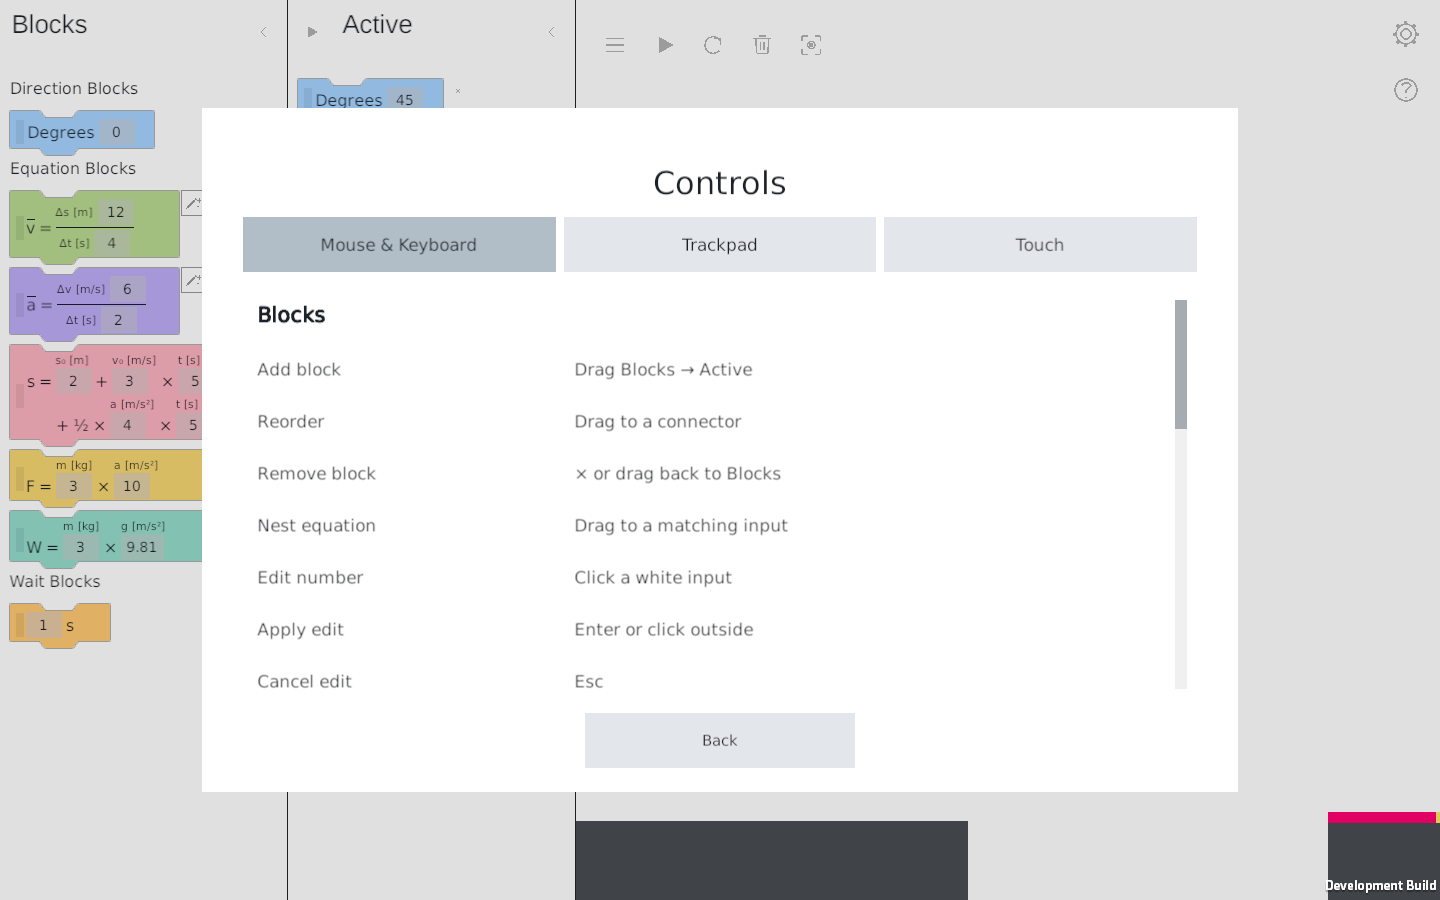 Blocks
Active
Direction Blocks
Degrees 0
Degrees 45
×
Equation Blocks
v = Δs [m] 12
Δt [s] 4
a = Δv [m/s] 6
Δt [s] 2
s₀ [m] v₀ [m/s] t [s]
s = 2 + 3 × 5
a [m/s²] t [s]
+ ½ × 4 × 5
m [kg] a [m/s²]
F = 3 × 10
m [kg] g [m/s²]
W = 3 × 9.81
Wait Blocks
1 s
Controls
Mouse & Keyboard
Trackpad
Touch
Blocks
Add block Drag Blocks → Active
Reorder Drag to a connector
Remove block × or drag back to Blocks
Nest equation Drag to a matching input
Edit number Click a white input
Apply edit Enter or click outside
Cancel edit Esc
Back
Development Build